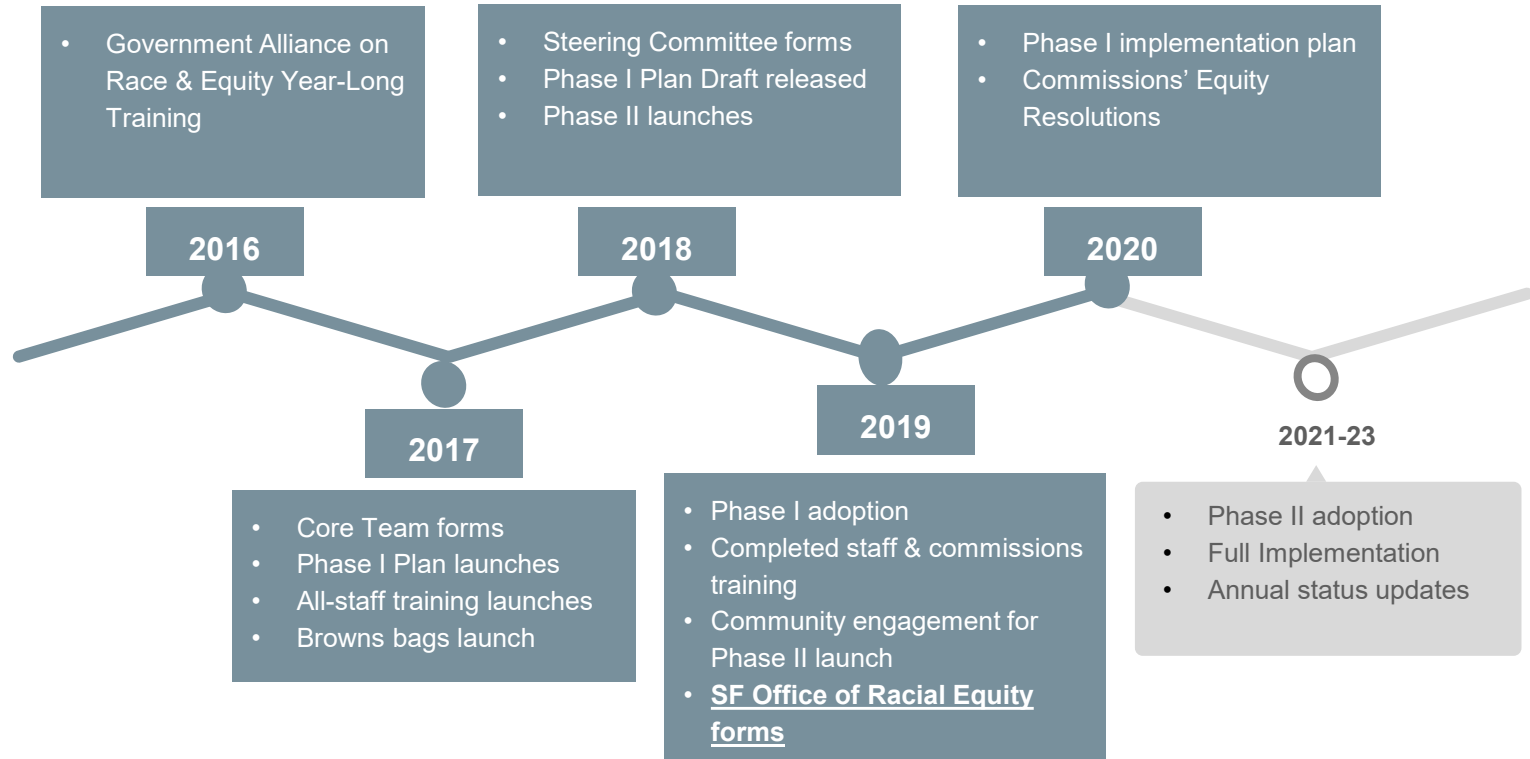 • Government Alliance on
Race & Equity Year-Long
Training
2016
• Core Team forms
• Phase I Plan launches
• All-staff training launches
• Browns bags launch
2017
• Steering Committee forms
• Phase I Plan Draft released
• Phase II launches
2018
2019
• Phase I adoption
• Completed staff & commissions
training
• Community engagement for
Phase II launch
• SF Office of Racial Equity
forms
• Phase I implementation plan
• Commissions’ Equity
Resolutions
2020
2021-23
• Phase II adoption
• Full Implementation
• Annual status updates